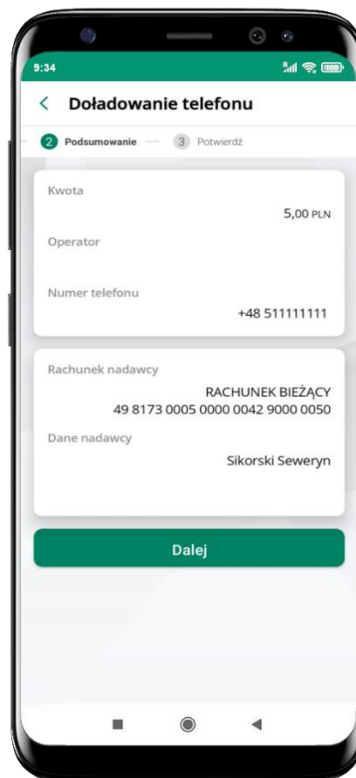 9:34
Doładowanie telefonu
2 Podsumowanie 3 Potwierdź
Kwota
5,00 PLN
Operator
Numer telefonu
+48 511111111
Rachunek nadawcy
RACHUNEK BIEŻĄCY
49 8173 0005 0000 0042 9000 0050
Dane nadawcy
Sikorski Seweryn
Dalej